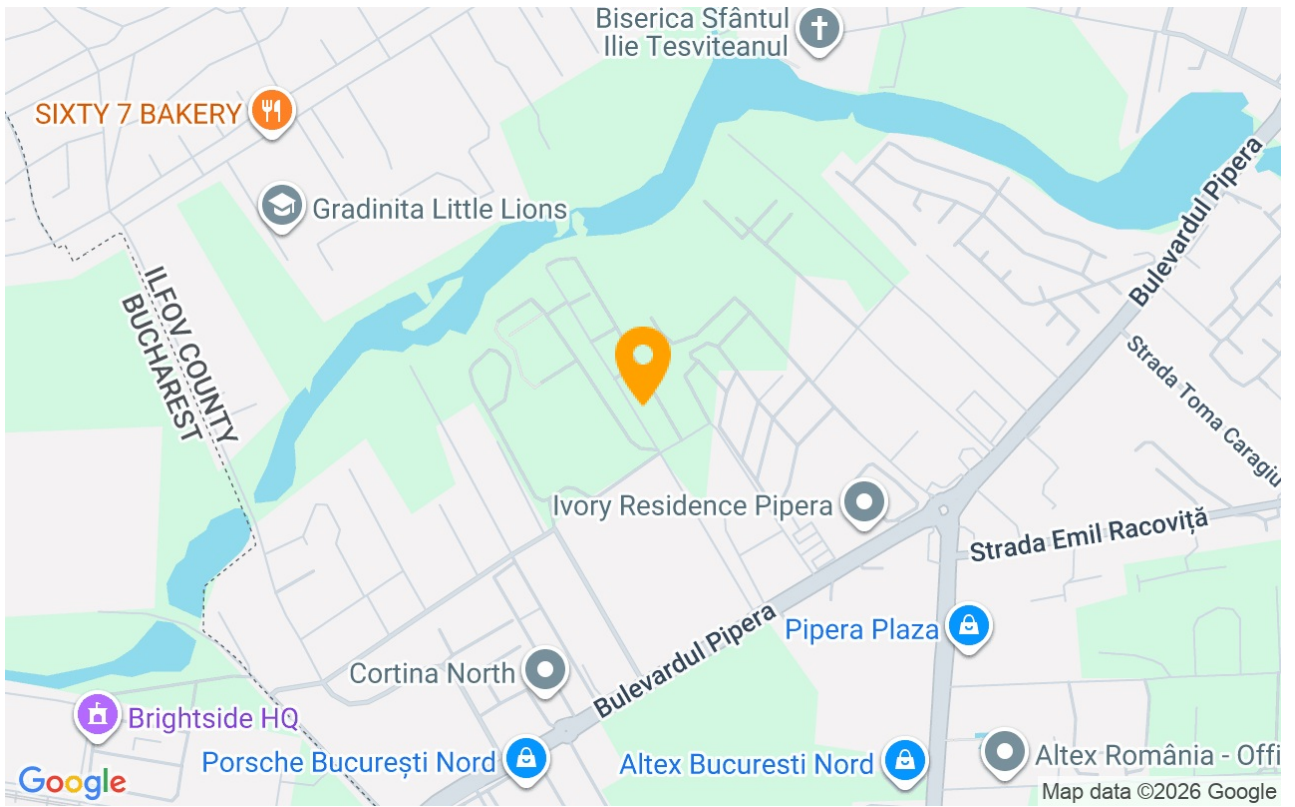 Biserica Sfântul
Ilie Tesviteanul
SIXTY 7 BAKERY
Gradinita Little Lions
Bulevardul Pipera
ILFOV COUNTY
BUCHAREST
Strada Toma Caragiu
Ivory Residence Pipera
Strada Emil Racoviță
Pipera Plaza
Bulevardul Pipera
Cortina North
Brightside HQ
Porsche București Nord
Altex Bucuresti Nord
Altex România - Offi
Google
Map data ©2026 Google